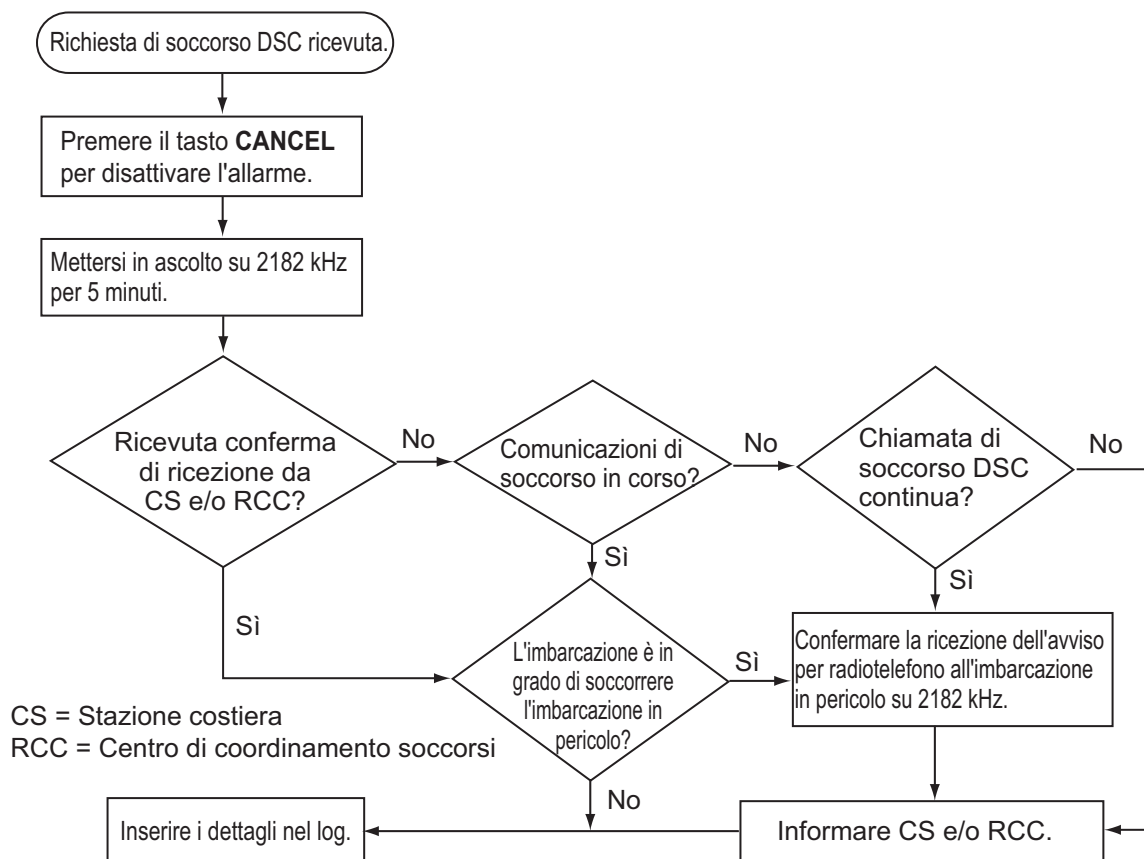 Richiesta di soccorso DSC ricevuta.
Premere il tasto CANCEL
per disattivare l'allarme.
Mettersi in ascolto su 2182 kHz
per 5 minuti.
Ricevuta conferma
di ricezione da
CS e/o RCC?
No
Comunicazioni di
soccorso in corso?
No
Chiamata di
soccorso DSC
continua?
No
Sì
Sì
Sì
L'imbarcazione è in
grado di soccorrere
l'imbarcazione in
pericolo?
Sì
Confermare la ricezione dell'avviso
per radiotelefono all'imbarcazione
in pericolo su 2182 kHz.
CS = Stazione costiera
RCC = Centro di coordinamento soccorsi
No
Inserire i dettagli nel log.
Informare CS e/o RCC.